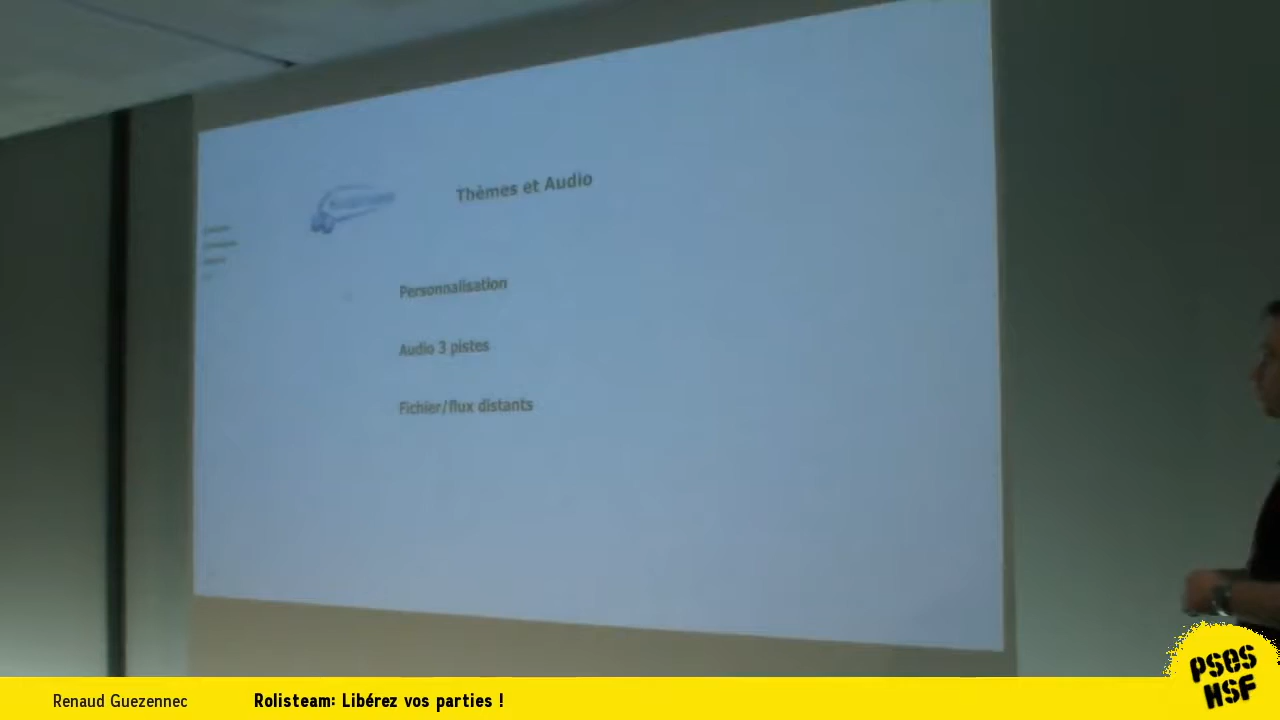 Thèmes et Audio
Personnalisation
Audio 3 pistes
Fichier/flux distants
Renaud Guezennec
Rolisteam: Libérez vos parties !
PSES
HSF